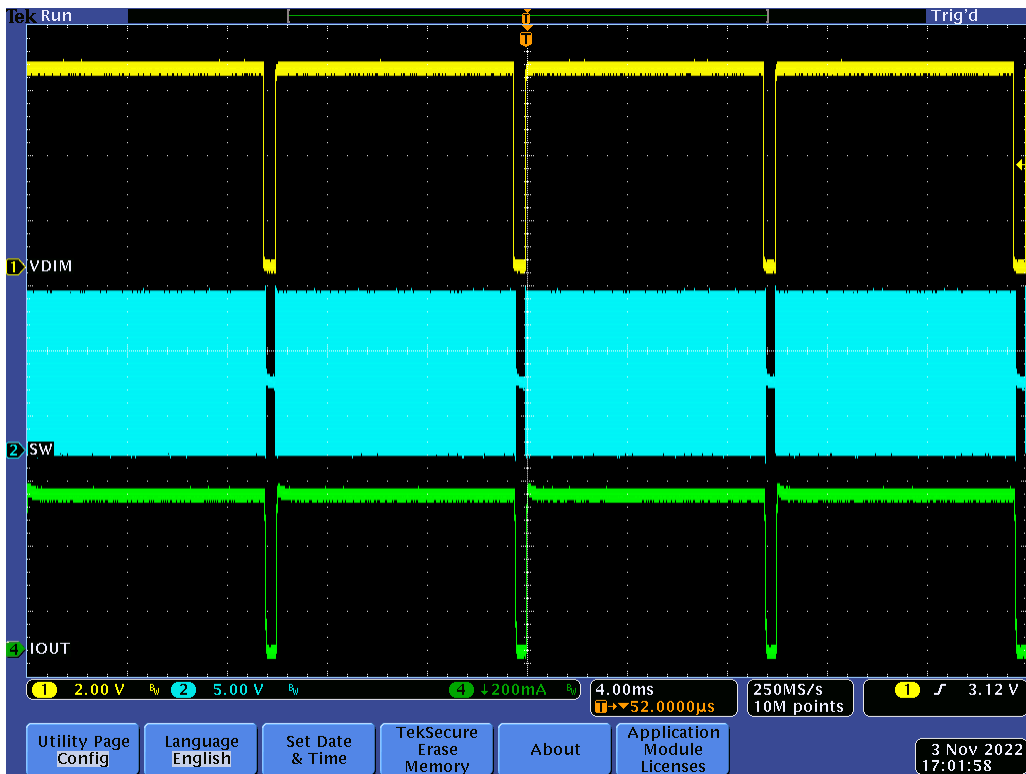 Tek Run Trig'd
T
T
1 VDIM
2 SW
4 IOUT
1 2.00 V BW 2 5.00 V BW 4 ↓200mA BW
4.00ms
T→▼52.0000µs
250MS/s
10M points
1 ʃ 3.12 V
Utility Page
Config
Language
English
Set Date
& Time
TekSecure
Erase
Memory
About
Application
Module
Licenses
3 Nov 2022
17:01:58